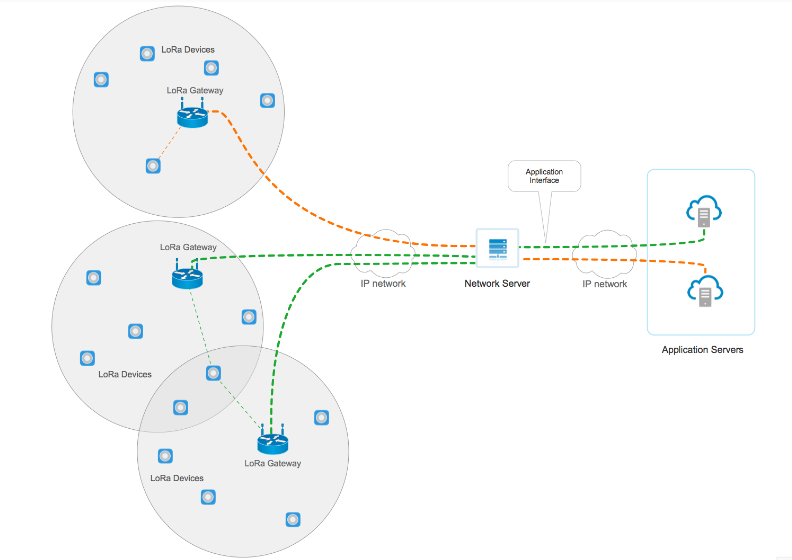 LoRa Devices
LoRa Gateway
Application
Interface
LoRa Gateway
IP network
Network Server
IP network
Application Servers
LoRa Devices
LoRa Gateway
LoRa Devices